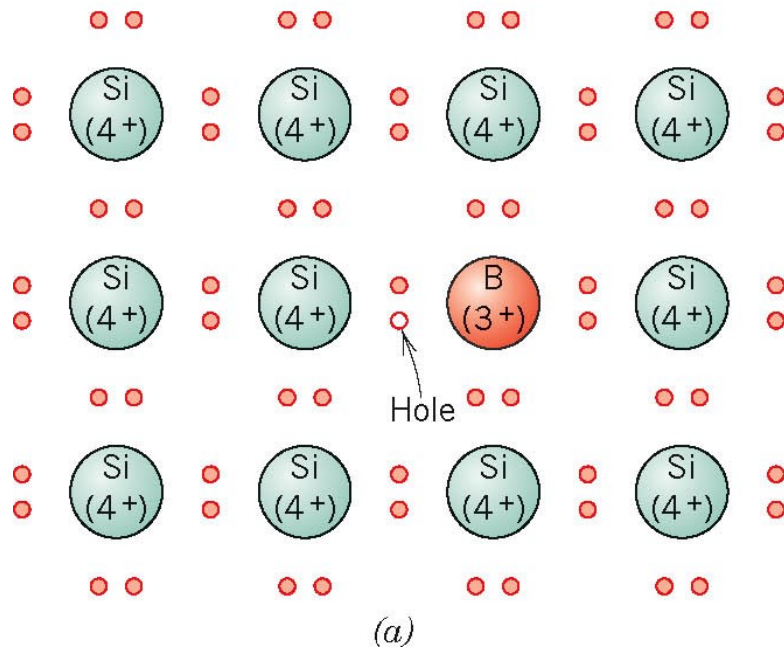 Si Si Si Si
(4+) (4+) (4+) (4+)
Si Si B Si
(4+) (4+) (3+) (4+)
Hole
Si Si Si Si
(4+) (4+) (4+) (4+)
(a)